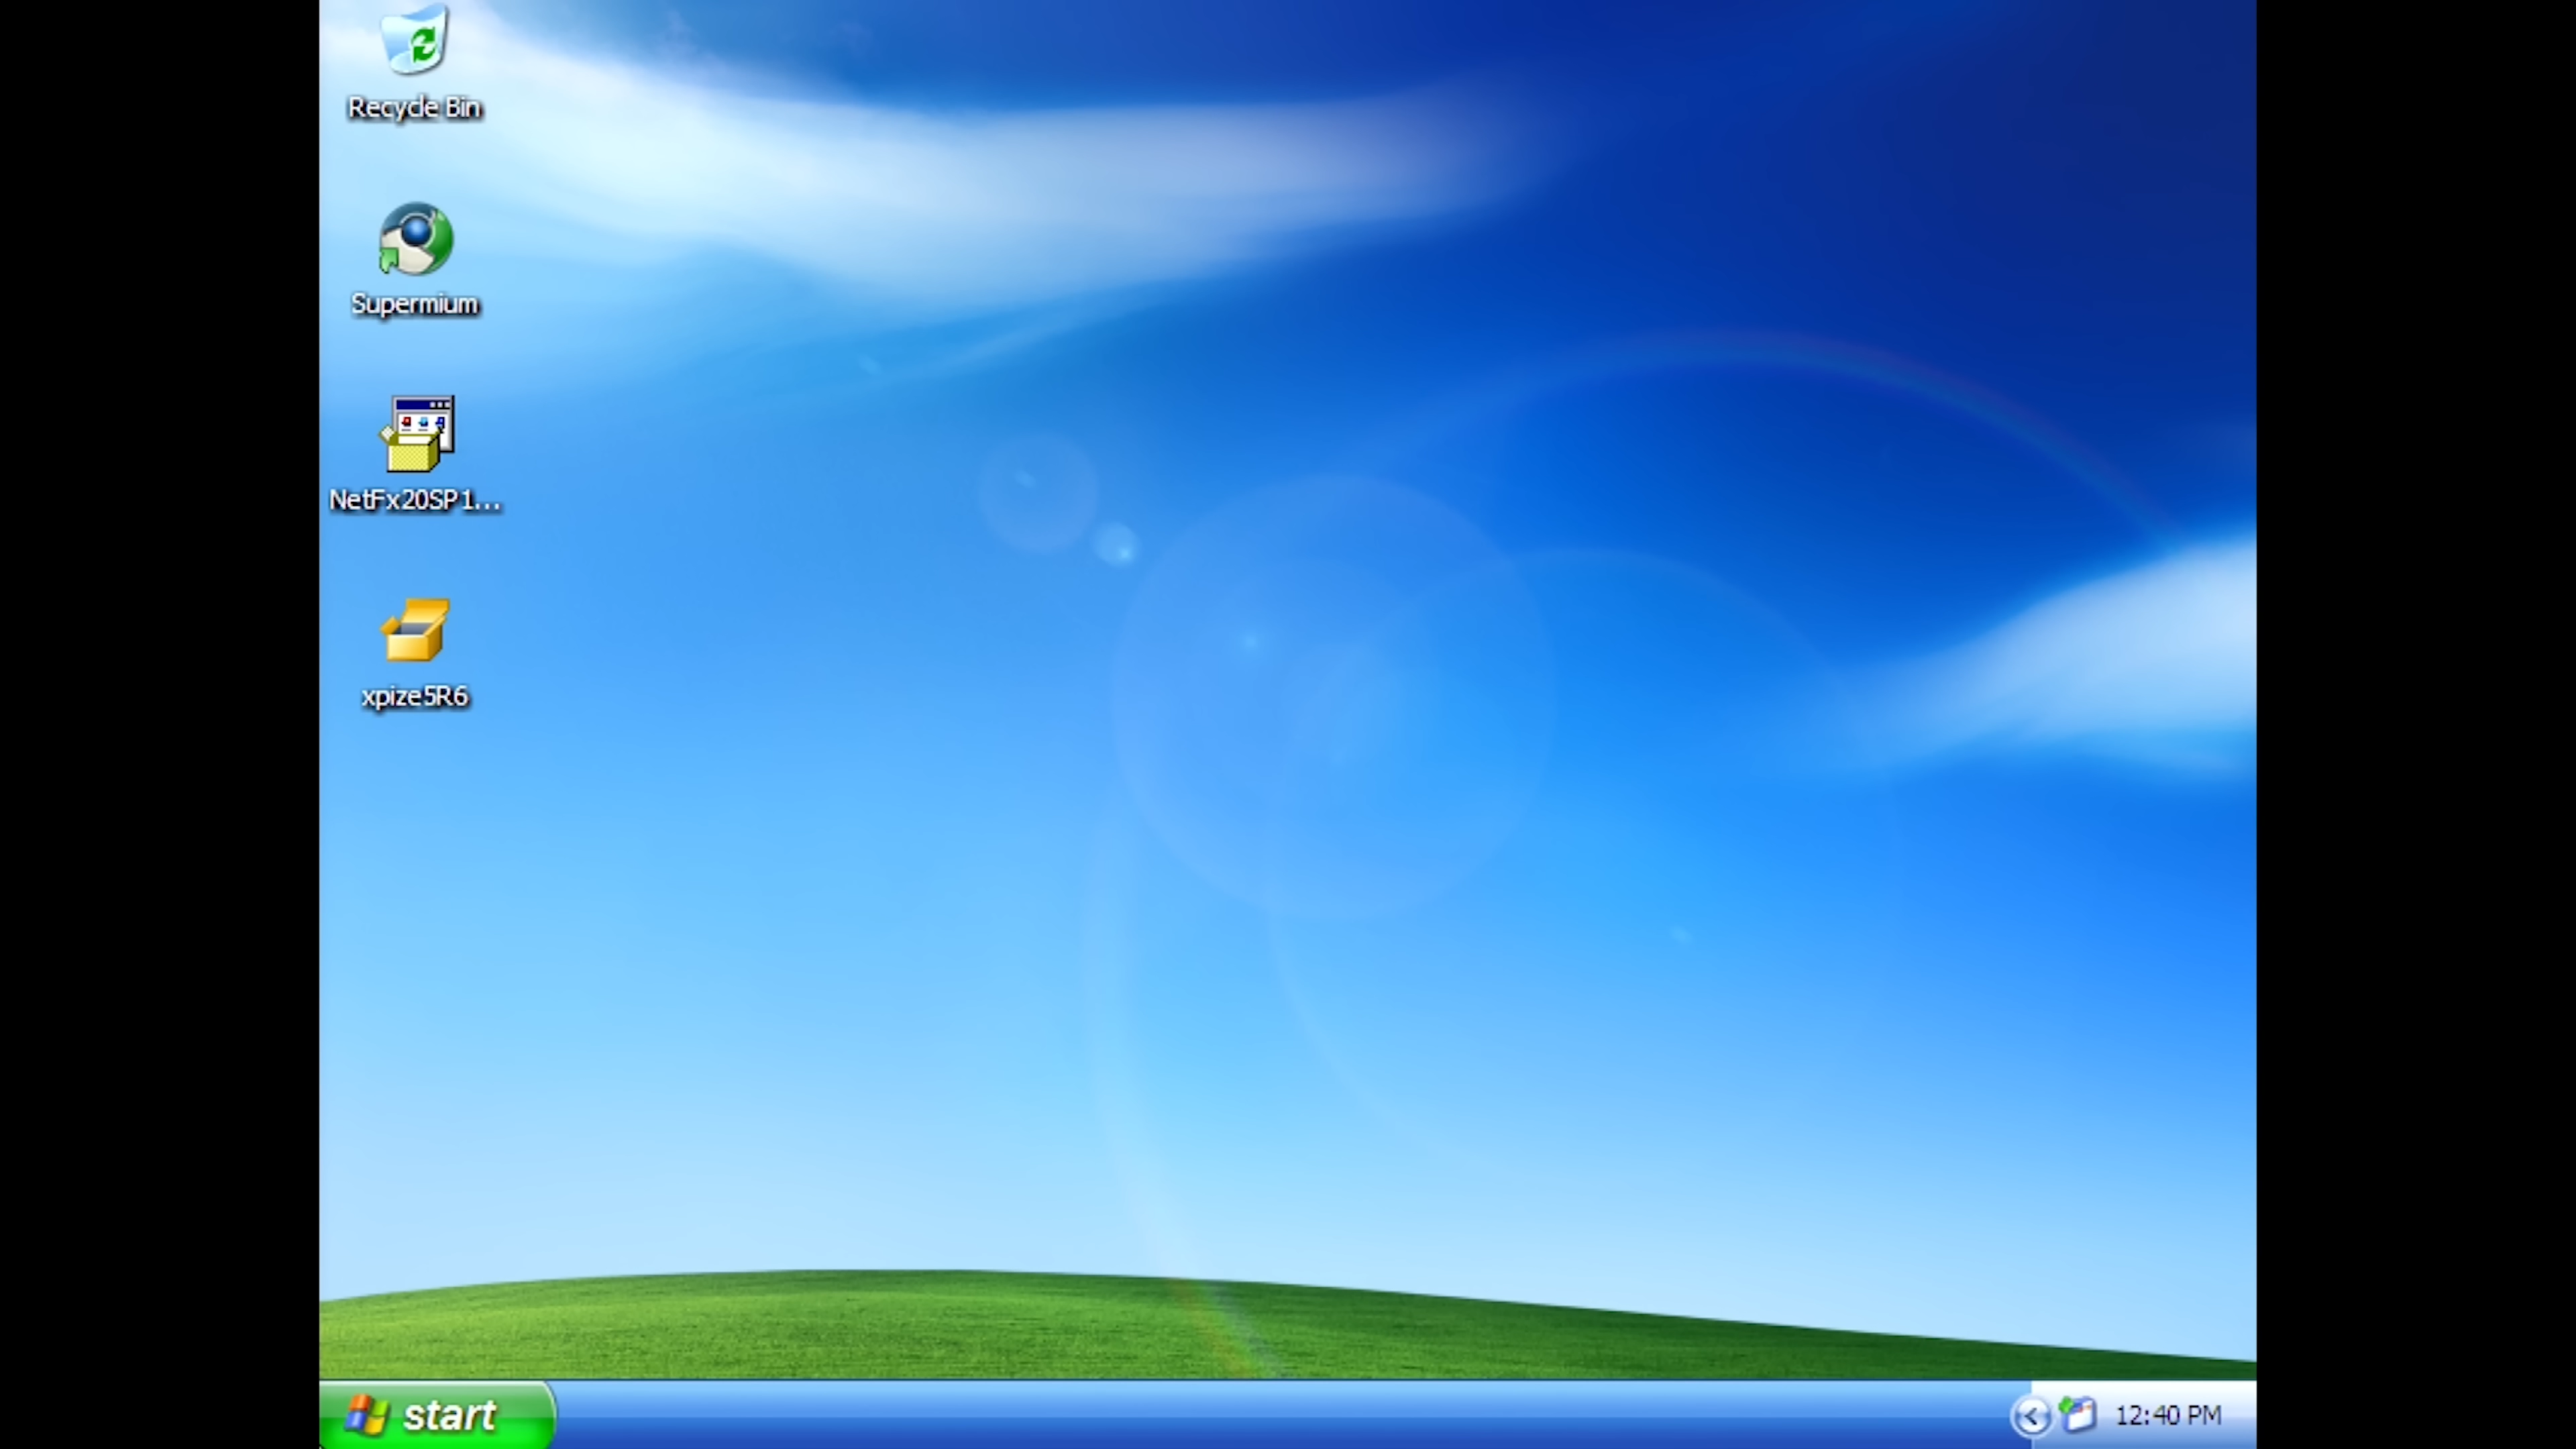 Recycle Bin
Supermium
NetFx20SP1...
xpize5R6
start
12:40 PM